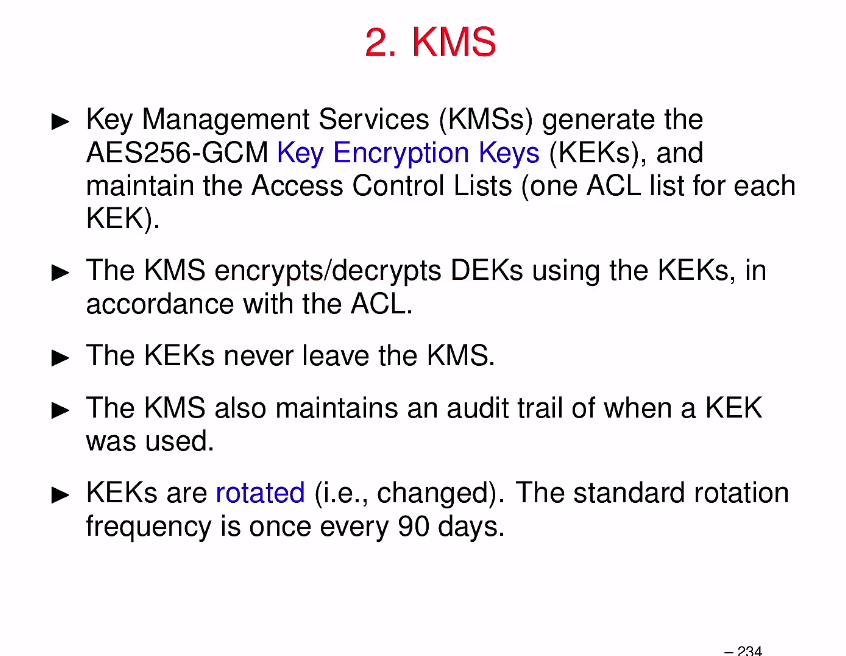 2. KMS
► Key Management Services (KMSs) generate the
AES256-GCM Key Encryption Keys (KEKs), and
maintain the Access Control Lists (one ACL list for each
KEK).
► The KMS encrypts/decrypts DEKs using the KEKs, in
accordance with the ACL.
► The KEKs never leave the KMS.
► The KMS also maintains an audit trail of when a KEK
was used.
► KEKs are rotated (i.e., changed). The standard rotation
frequency is once every 90 days.
– 234